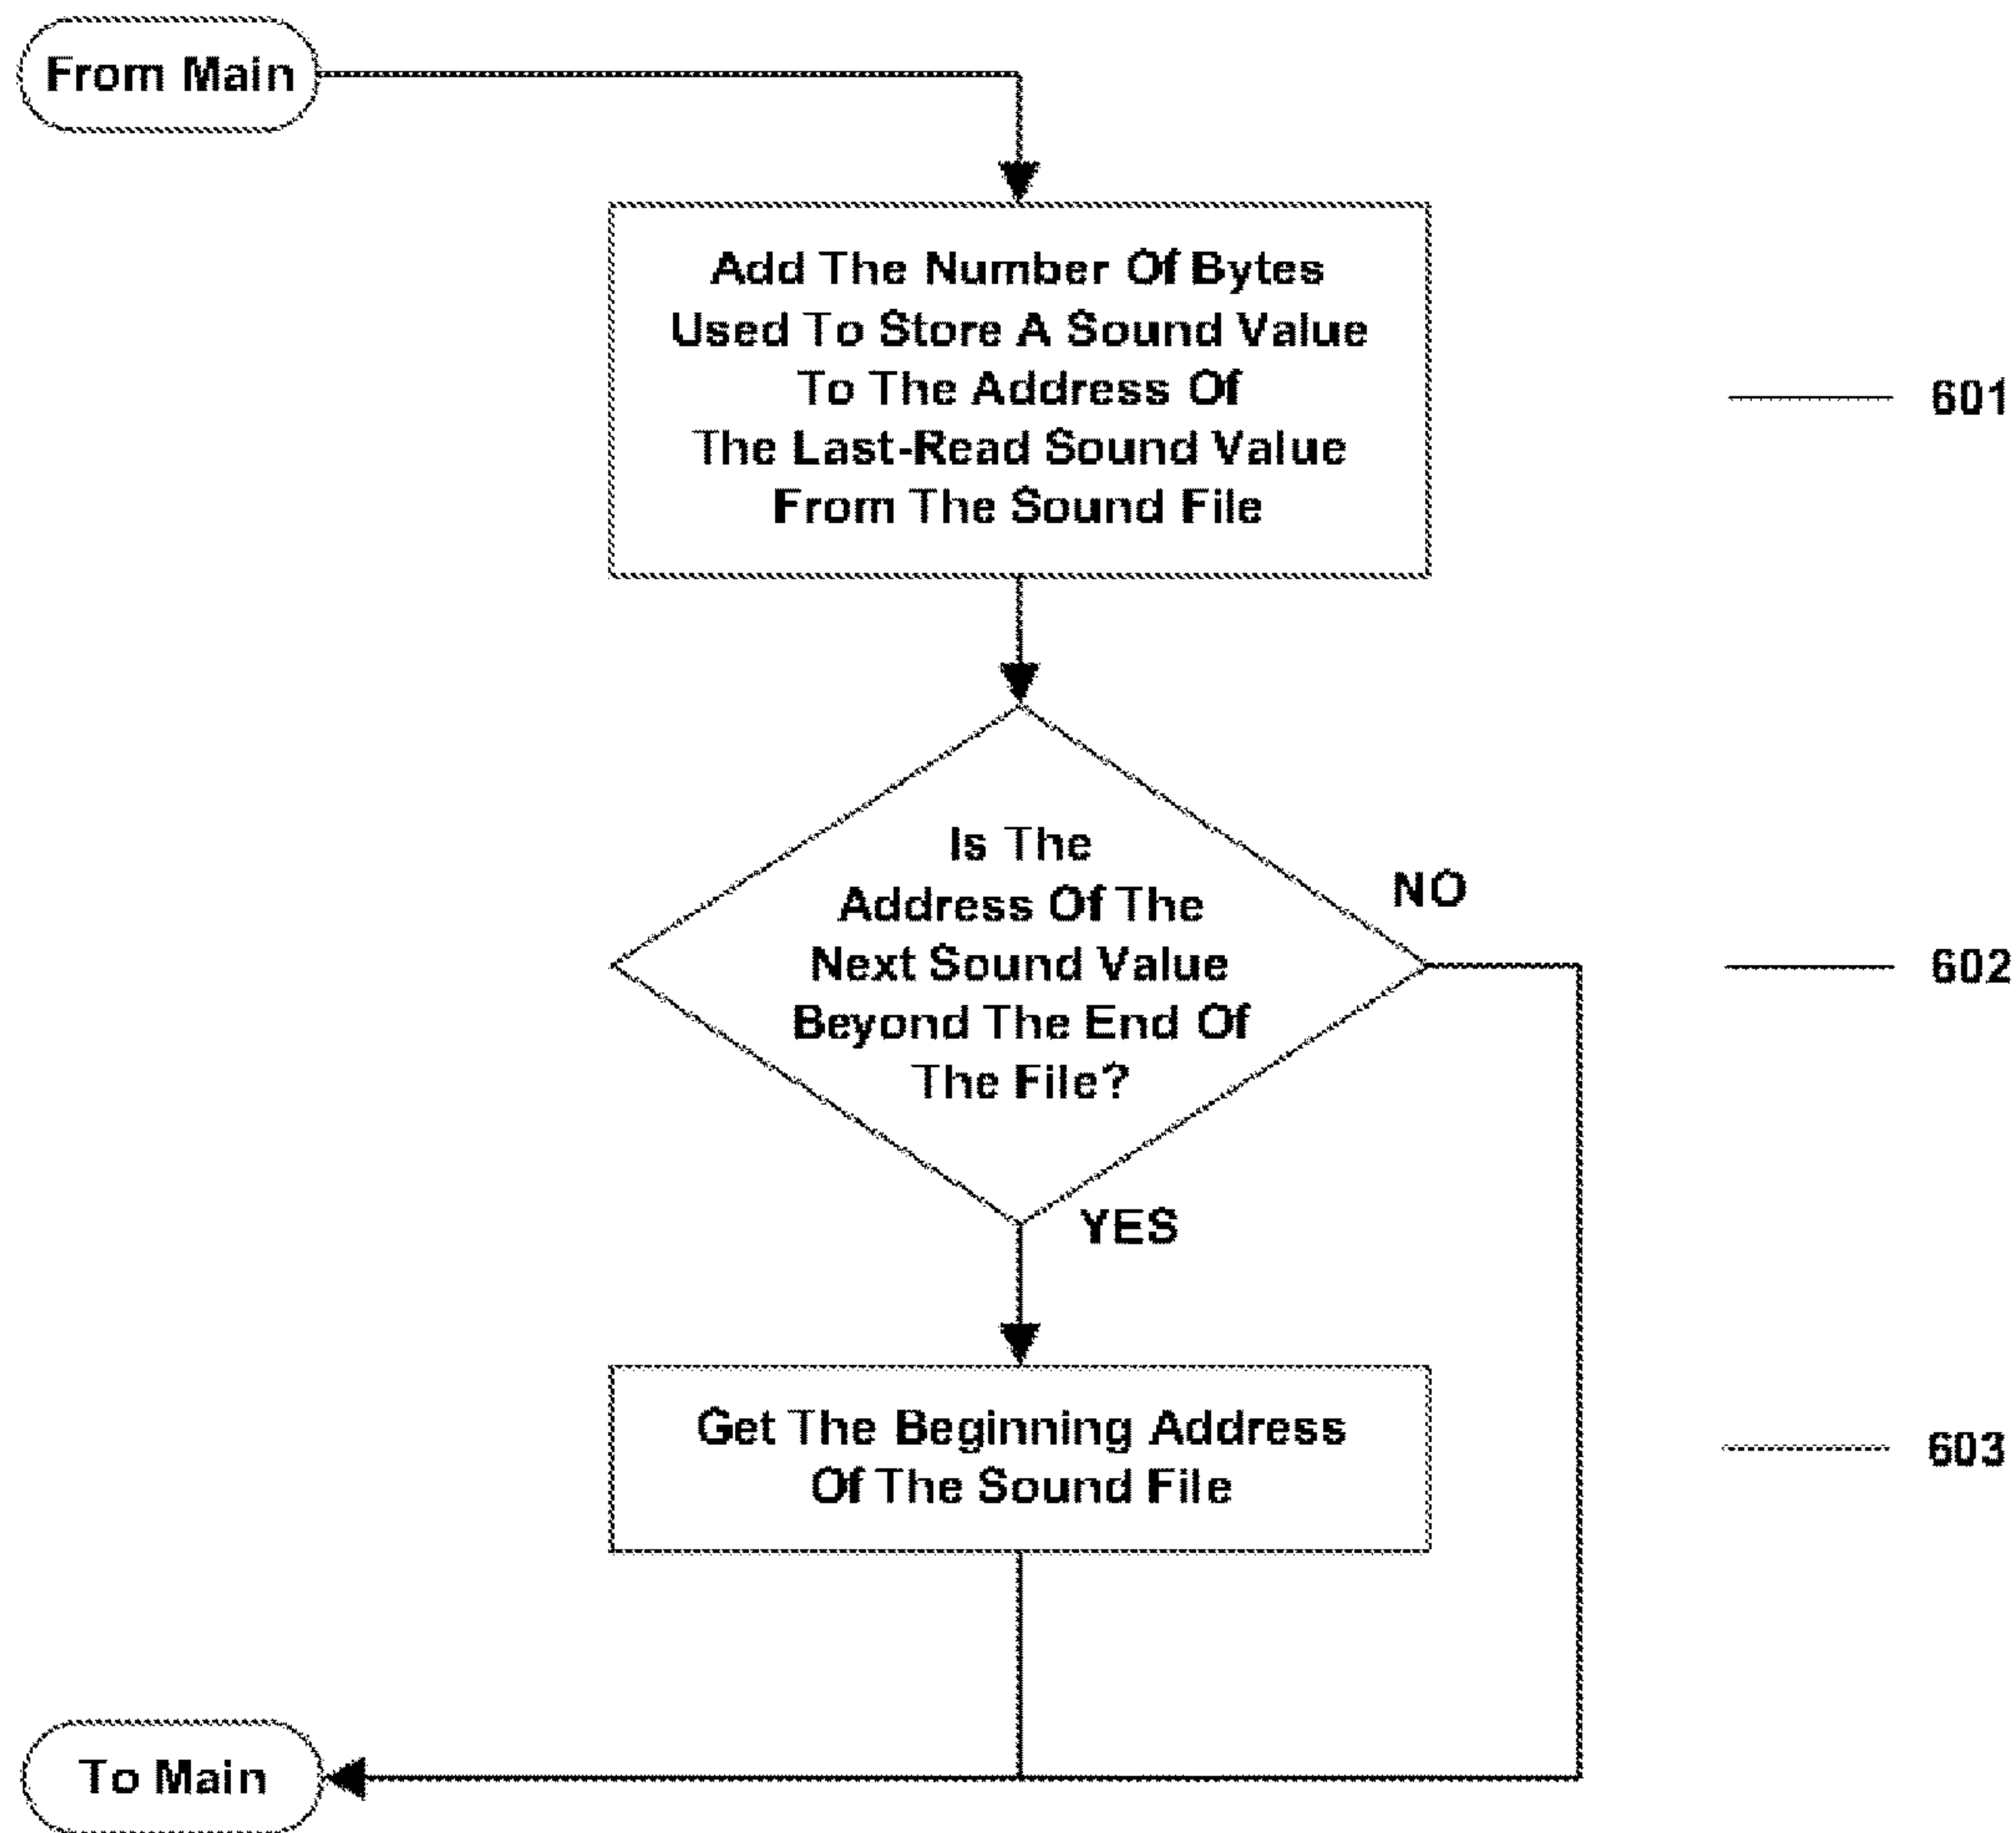 From Main
Add The Number Of Bytes
Used To Store A Sound Value
To The Address Of
The Last-Read Sound Value
From The Sound File
601
Is The
Address Of The
Next Sound Value
Beyond The End Of
The File?
NO
602
YES
Get The Beginning Address
Of The Sound File
603
To Main